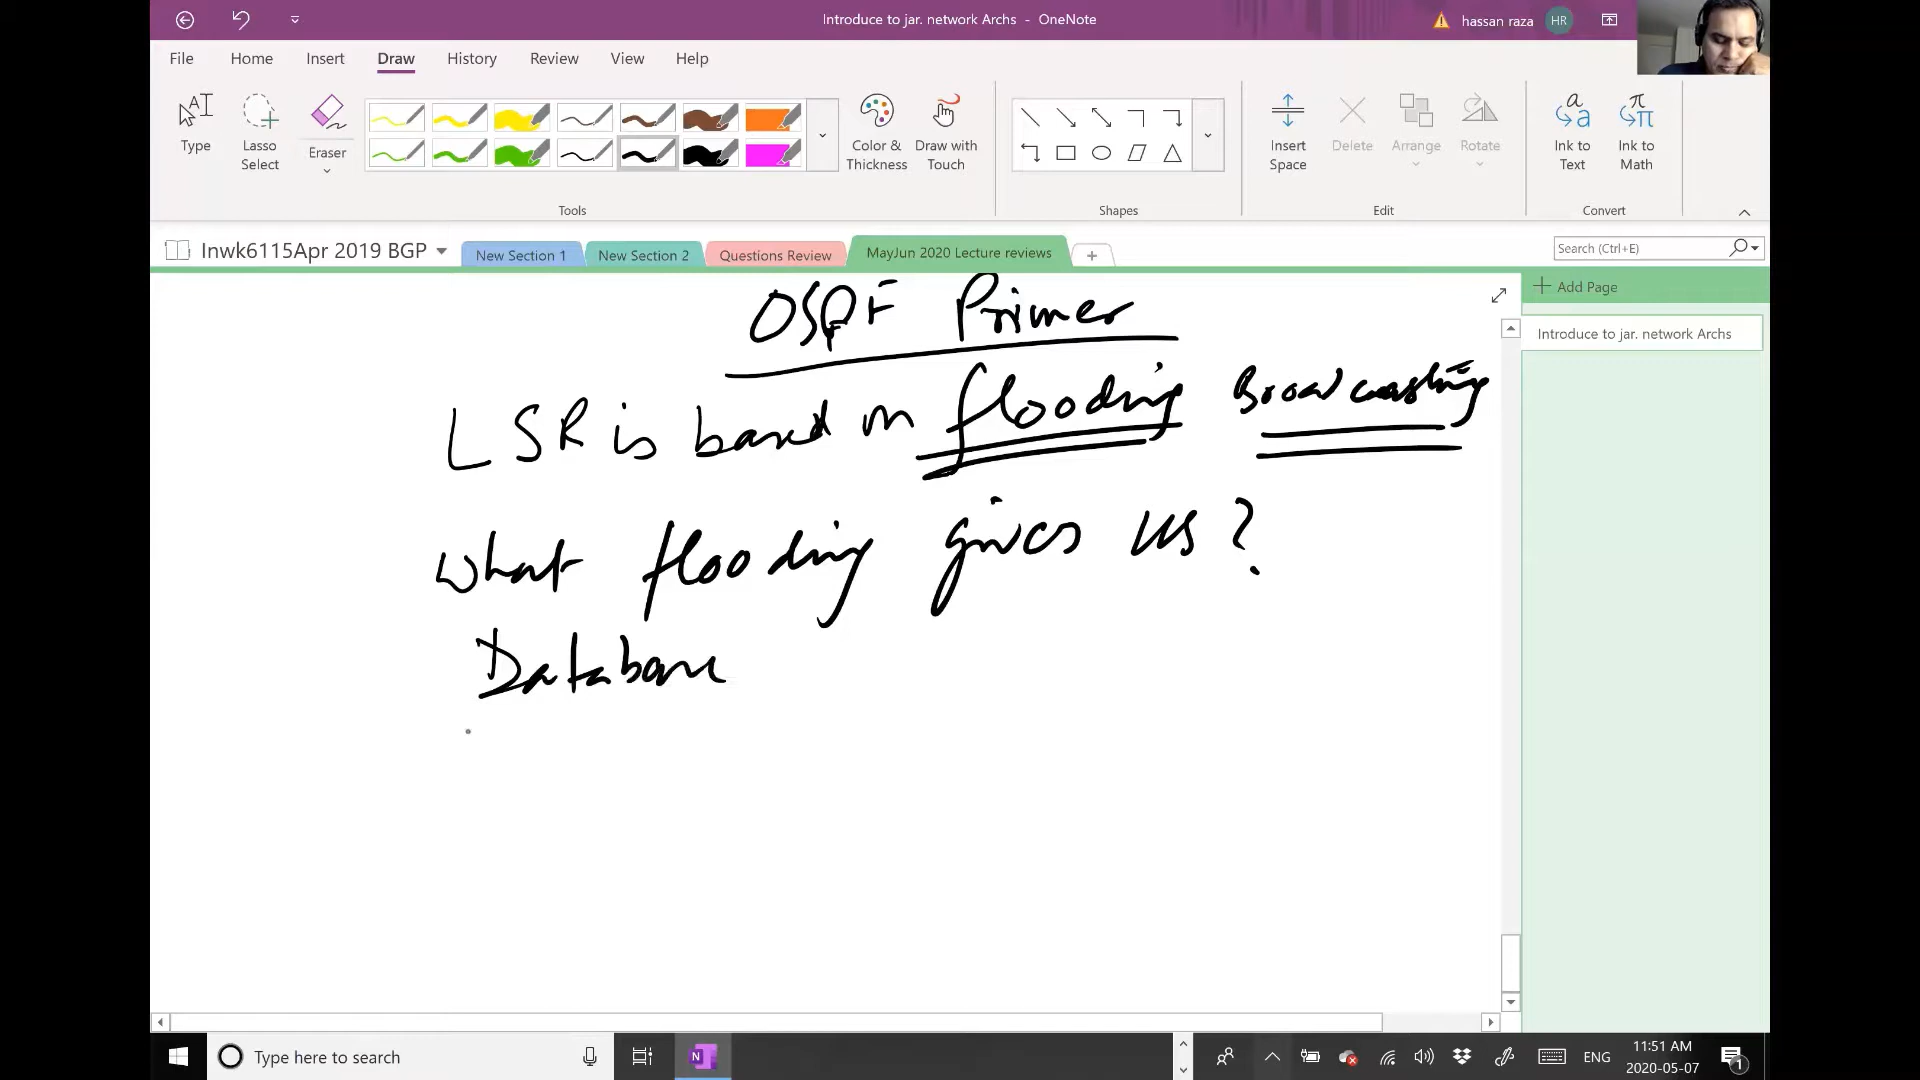 Introduce to jar. network Archs - OneNote
hassan raza HR
File Home Insert Draw History Review View Help
Type
Lasso Select
Eraser
Color & Thickness
Draw with Touch
Insert Space
Delete
Arrange
Rotate
Ink to Text
Ink to Math
Tools
Shapes
Edit
Convert
Inwk6115Apr 2019 BGP
New Section 1
New Section 2
Questions Review
MayJun 2020 Lecture reviews
+
Search (Ctrl+E)
Add Page
Introduce to jar. network Archs
OSPF Primer
LSR is based on flooding Broadcasting
what flooding gives us?
Database
Type here to search
ENG
11:51 AM
2020-05-07
1